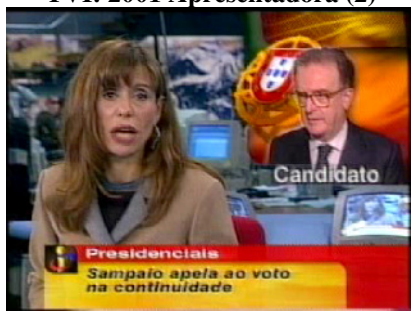 TVI: 2001 Apresentadora (2)
Candidato
Presidenciais
Sampaio apela ao voto
na continuidade